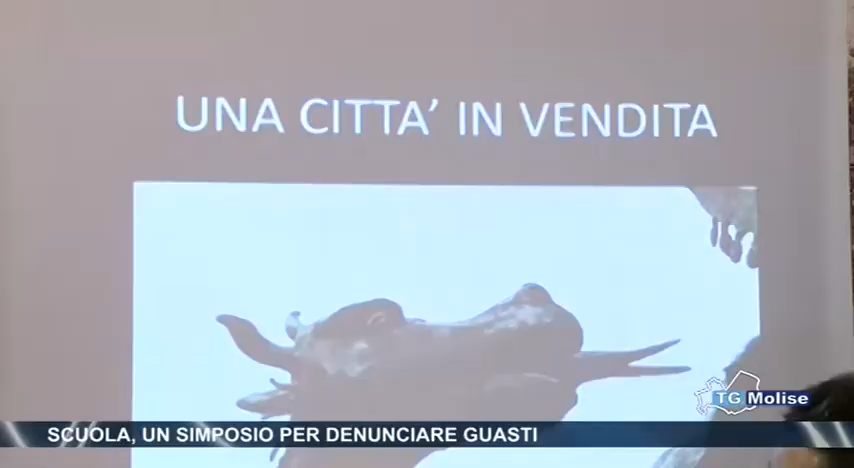 UNA CITTA' IN VENDITA
TG Molise
SCUOLA, UN SIMPOSIO PER DENUNCIARE GUASTI